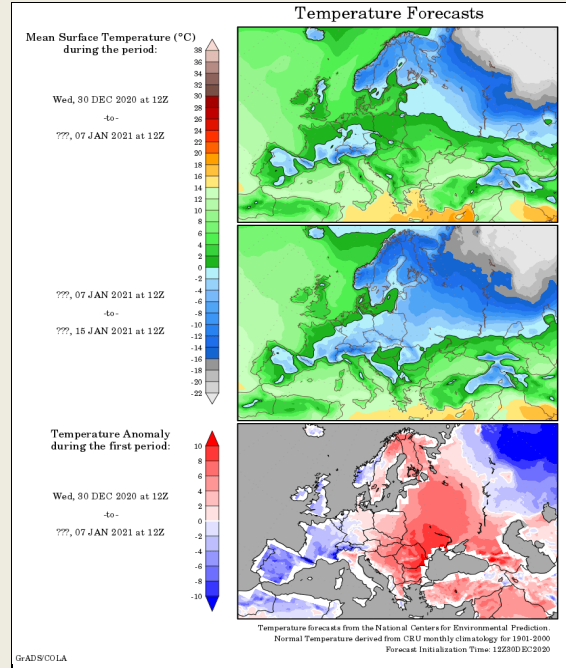 Temperature Forecasts
Mean Surface Temperature (°C)
during the period:
Wed, 30 DEC 2020 at 12Z
-to-
???, 07 JAN 2021 at 12Z
38
36
34
32
30
28
26
24
22
20
18
16
14
12
10
8
6
4
2
0
-2
-4
-6
-8
-10
-12
-14
-16
-18
-20
-22
???, 07 JAN 2021 at 12Z
-to-
???, 15 JAN 2021 at 12Z
Temperature Anomaly
during the first period:
Wed, 30 DEC 2020 at 12Z
-to-
???, 07 JAN 2021 at 12Z
10
8
6
4
2
0
-2
-4
-6
-8
-10
Temperature forecasts from the National Centers for Environmental Prediction.
Normal Temperature derived from CRU monthly climatology for 1901-2000
Forecast Initialization Time: 12Z30DEC2020
GrADS/COLA